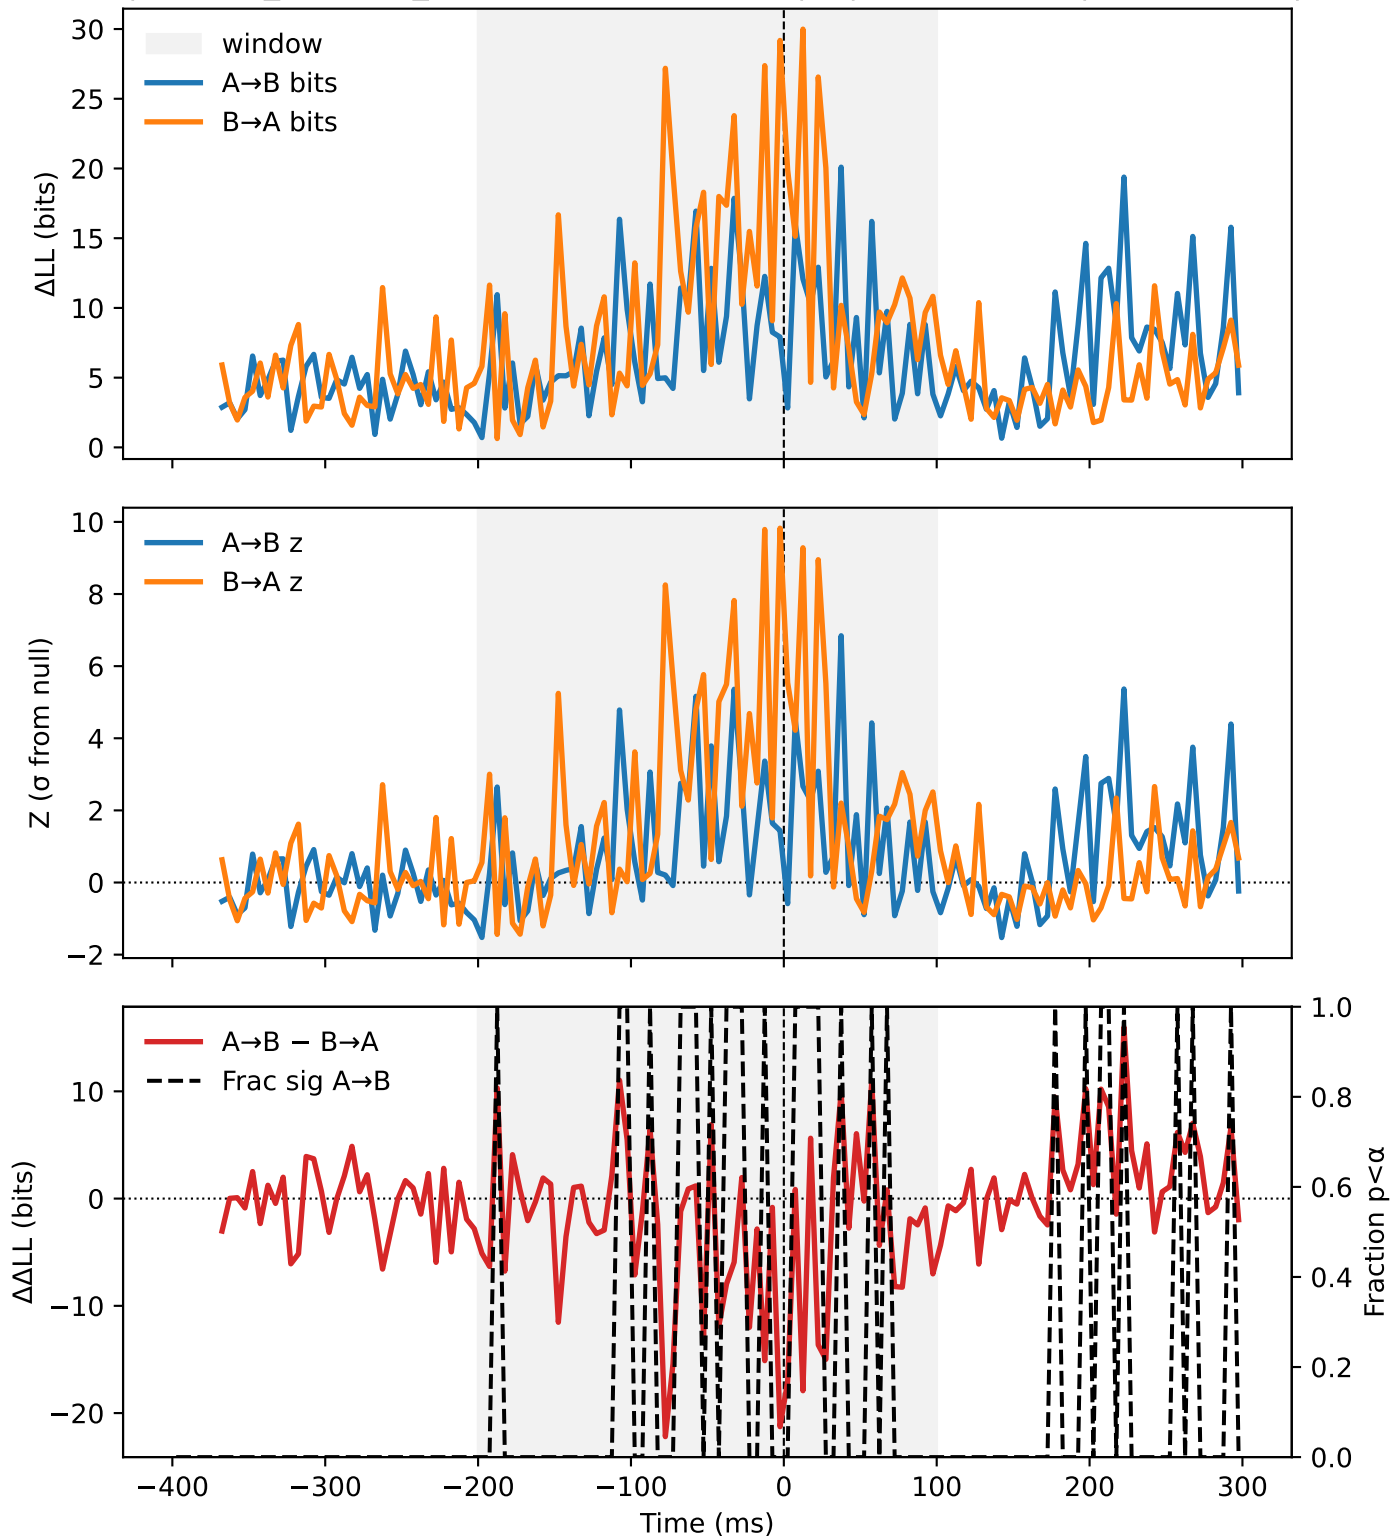 30
25
20
15
10
5
0
ΔLL (bits)
window
A→B bits
B→A bits
10
8
6
4
2
0
−2
Z (σ from null)
A→B z
B→A z
10
0
−10
−20
ΔΔLL (bits)
A→B − B→A
Frac sig A→B
1.0
0.8
0.6
0.4
0.2
0.0
Fraction p<α
−400 −300 −200 −100 0 100 200 300
Time (ms)